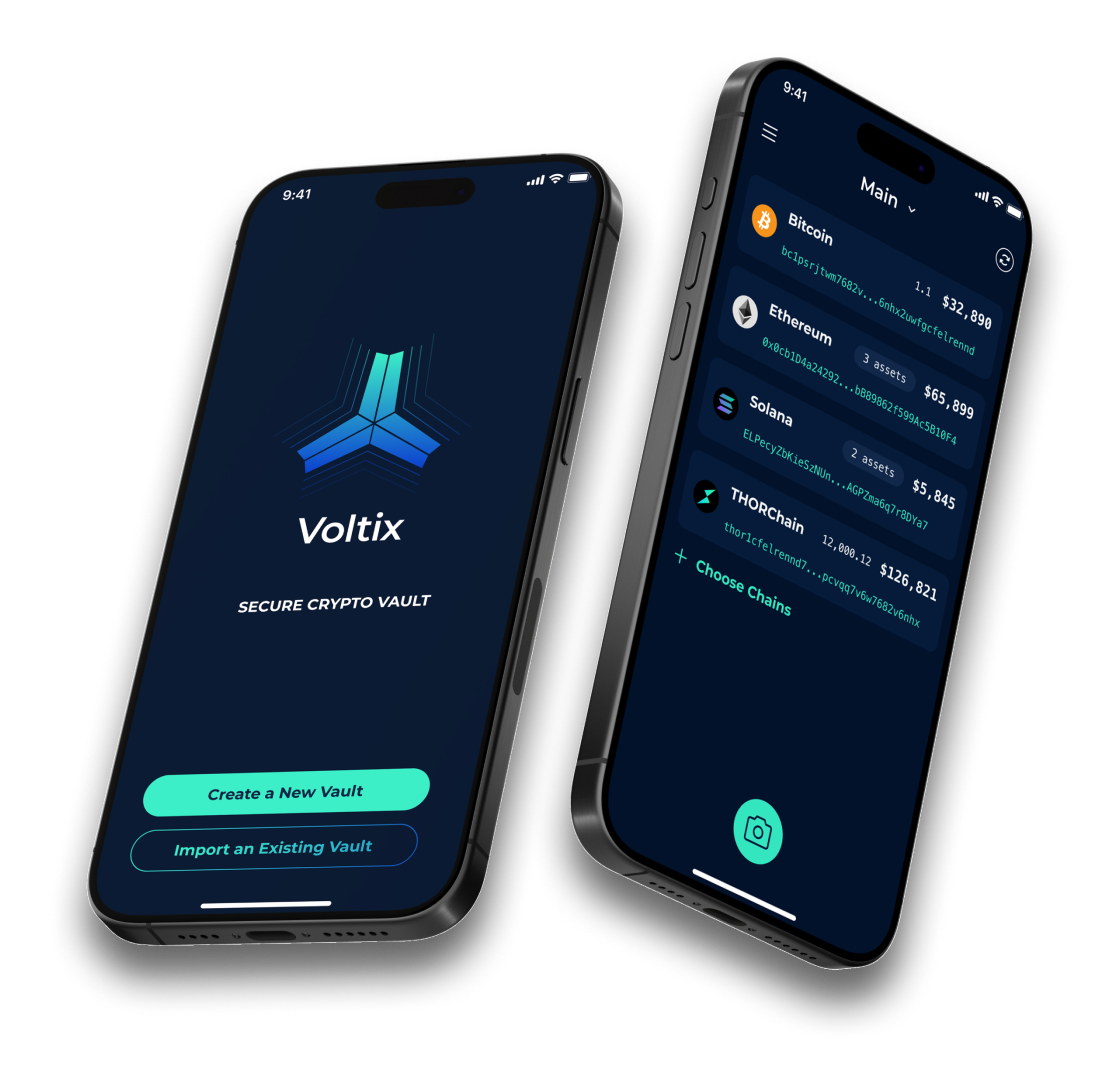 9:41
Voltix
SECURE CRYPTO VAULT
Create a New Vault
Import an Existing Vault
9:41
Main
Bitcoin
1.1 $32,890
bc1psrjtwm7682v...6nhx2uwfgcfelrennd
Ethereum
3 assets $65,899
0x0cb1D4a24292...bB89862f599Ac5B10F4
Solana
2 assets $5,845
ELPecyZbKieSzNUn...AGPZma6q7r8DYa7
THORChain
12,000.12 $126,821
thor1cfelrennd7...pcvqq7v6w7682v6nhx
+ Choose Chains